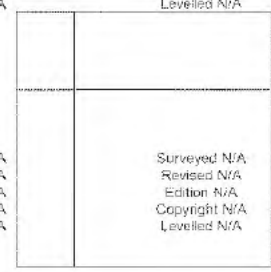 A Levelled N/A
A Surveyed N/A
A Revised N/A
A Edition N/A
A Copyright N/A
A Levelled N/A